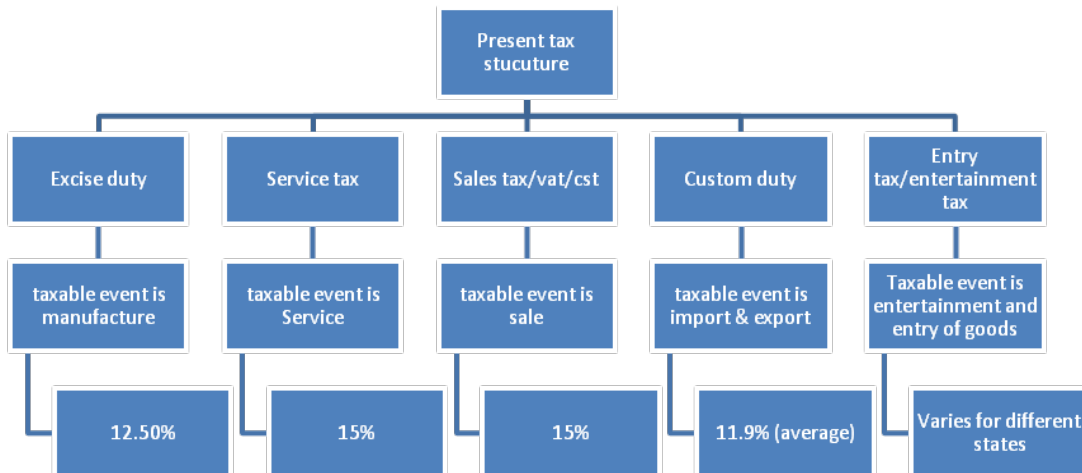 Present tax
stucuture
Excise duty
Service tax
Sales tax/vat/cst
Custom duty
Entry
tax/entertainment
tax
taxable event is
manufacture
taxable event is
Service
taxable event is
sale
taxable event is
import & export
Taxable event is
entertainment and
entry of goods
12.50%
15%
15%
11.9% (average)
Varies for different
states